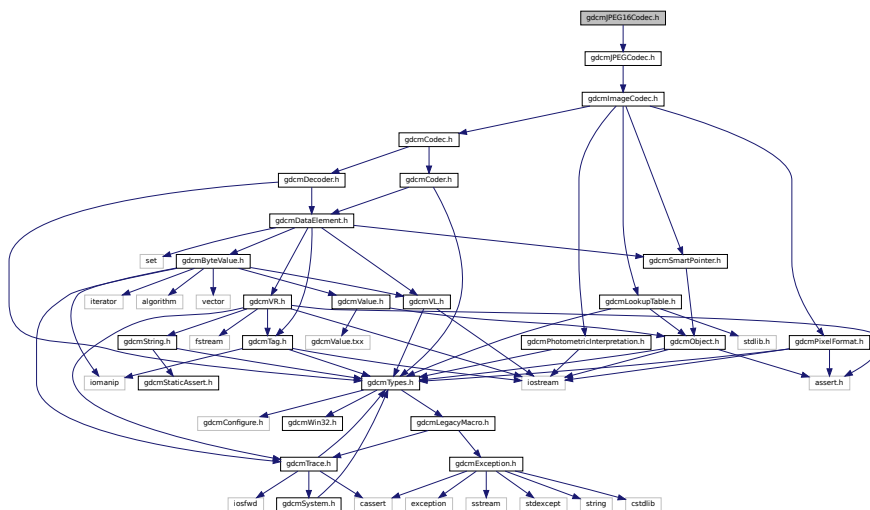 gdcmJPEG16Codec.h
gdcmJPEGCodec.h
gdcmImageCodec.h
gdcmCodec.h
gdcmDecoder.h
gdcmCoder.h
gdcmDataElement.h
set
gdcmByteValue.h
gdcmSmartPointer.h
iterator
algorithm
vector
gdcmVR.h
gdcmValue.h
gdcmVL.h
gdcmLookupTable.h
gdcmString.h
fstream
gdcmTag.h
gdcmValue.txx
gdcmPhotometricInterpretation.h
gdcmObject.h
stdlib.h
gdcmPixelFormat.h
iomanip
gdcmStaticAssert.h
gdcmTypes.h
iostream
assert.h
gdcmConfigure.h
gdcmWin32.h
gdcmLegacyMacro.h
gdcmTrace.h
gdcmException.h
iosfwd
gdcmSystem.h
cassert
exception
sstream
stdexcept
string
cstdlib